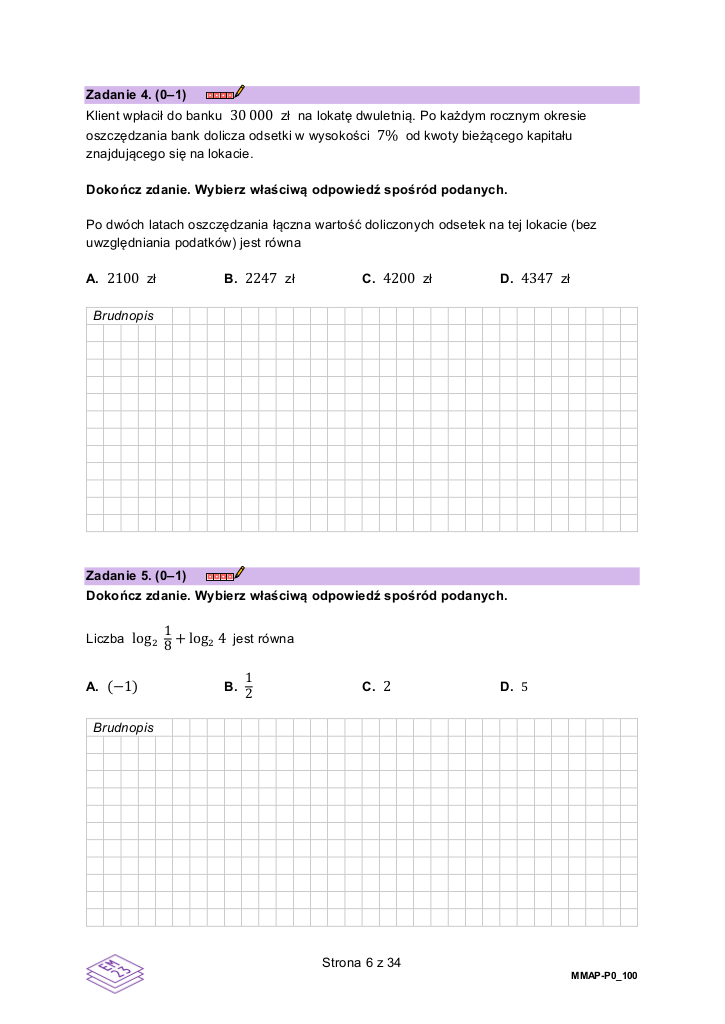 Zadanie 4. (0–1)
Klient wpłacił do banku 30 000 zł na lokatę dwuletnią. Po każdym rocznym okresie
oszczędzania bank dolicza odsetki w wysokości 7% od kwoty bieżącego kapitału
znajdującego się na lokacie.
Dokończ zdanie. Wybierz właściwą odpowiedź spośród podanych.
Po dwóch latach oszczędzania łączna wartość doliczonych odsetek na tej lokacie (bez
uwzględniania podatków) jest równa
A. 2100 zł B. 2247 zł C. 4200 zł D. 4347 zł
Brudnopis
Zadanie 5. (0–1)
Dokończ zdanie. Wybierz właściwą odpowiedź spośród podanych.
Liczba log₂ 1/8 + log₂ 4 jest równa
A. (−1) B. 1/2 C. 2 D. 5
Brudnopis
EM
23
Strona 6 z 34
MMAP-P0_100